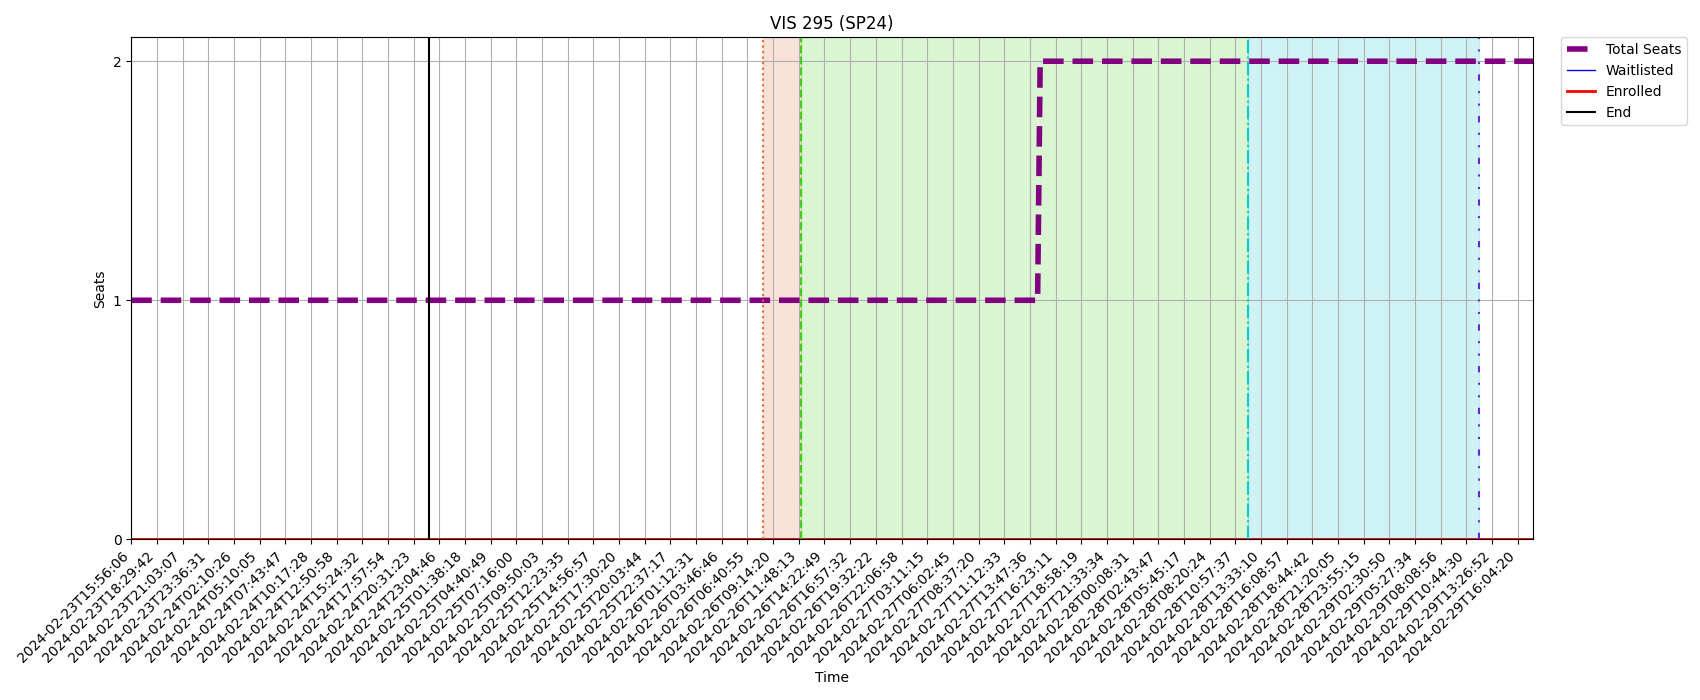 VIS 295 (SP24)
Total Seats
Waitlisted
Enrolled
End
Seats
2
1
0
2024-02-23T15:56:06
2024-02-23T18:29:42
2024-02-23T21:03:07
2024-02-23T23:36:31
2024-02-24T02:10:26
2024-02-24T05:10:05
2024-02-24T07:43:47
2024-02-24T10:17:28
2024-02-24T12:50:58
2024-02-24T15:24:32
2024-02-24T17:57:54
2024-02-24T20:31:23
2024-02-24T23:04:46
2024-02-25T01:38:18
2024-02-25T04:40:49
2024-02-25T07:16:00
2024-02-25T09:50:03
2024-02-25T12:23:35
2024-02-25T14:56:57
2024-02-25T17:30:20
2024-02-25T20:03:44
2024-02-25T22:37:17
2024-02-26T01:12:31
2024-02-26T03:46:46
2024-02-26T06:40:55
2024-02-26T09:14:20
2024-02-26T11:48:13
2024-02-26T14:22:49
2024-02-26T16:57:32
2024-02-26T19:32:22
2024-02-26T22:06:58
2024-02-27T03:11:15
2024-02-27T06:02:45
2024-02-27T08:37:20
2024-02-27T11:12:33
2024-02-27T13:47:36
2024-02-27T16:23:11
2024-02-27T18:58:19
2024-02-27T21:33:34
2024-02-28T00:08:31
2024-02-28T02:43:47
2024-02-28T05:45:17
2024-02-28T08:20:24
2024-02-28T10:57:37
2024-02-28T13:33:10
2024-02-28T16:08:57
2024-02-28T18:44:42
2024-02-28T21:20:05
2024-02-28T23:55:15
2024-02-29T02:30:50
2024-02-29T05:27:34
2024-02-29T08:08:56
2024-02-29T10:44:30
2024-02-29T13:26:52
2024-02-29T16:04:20
Time